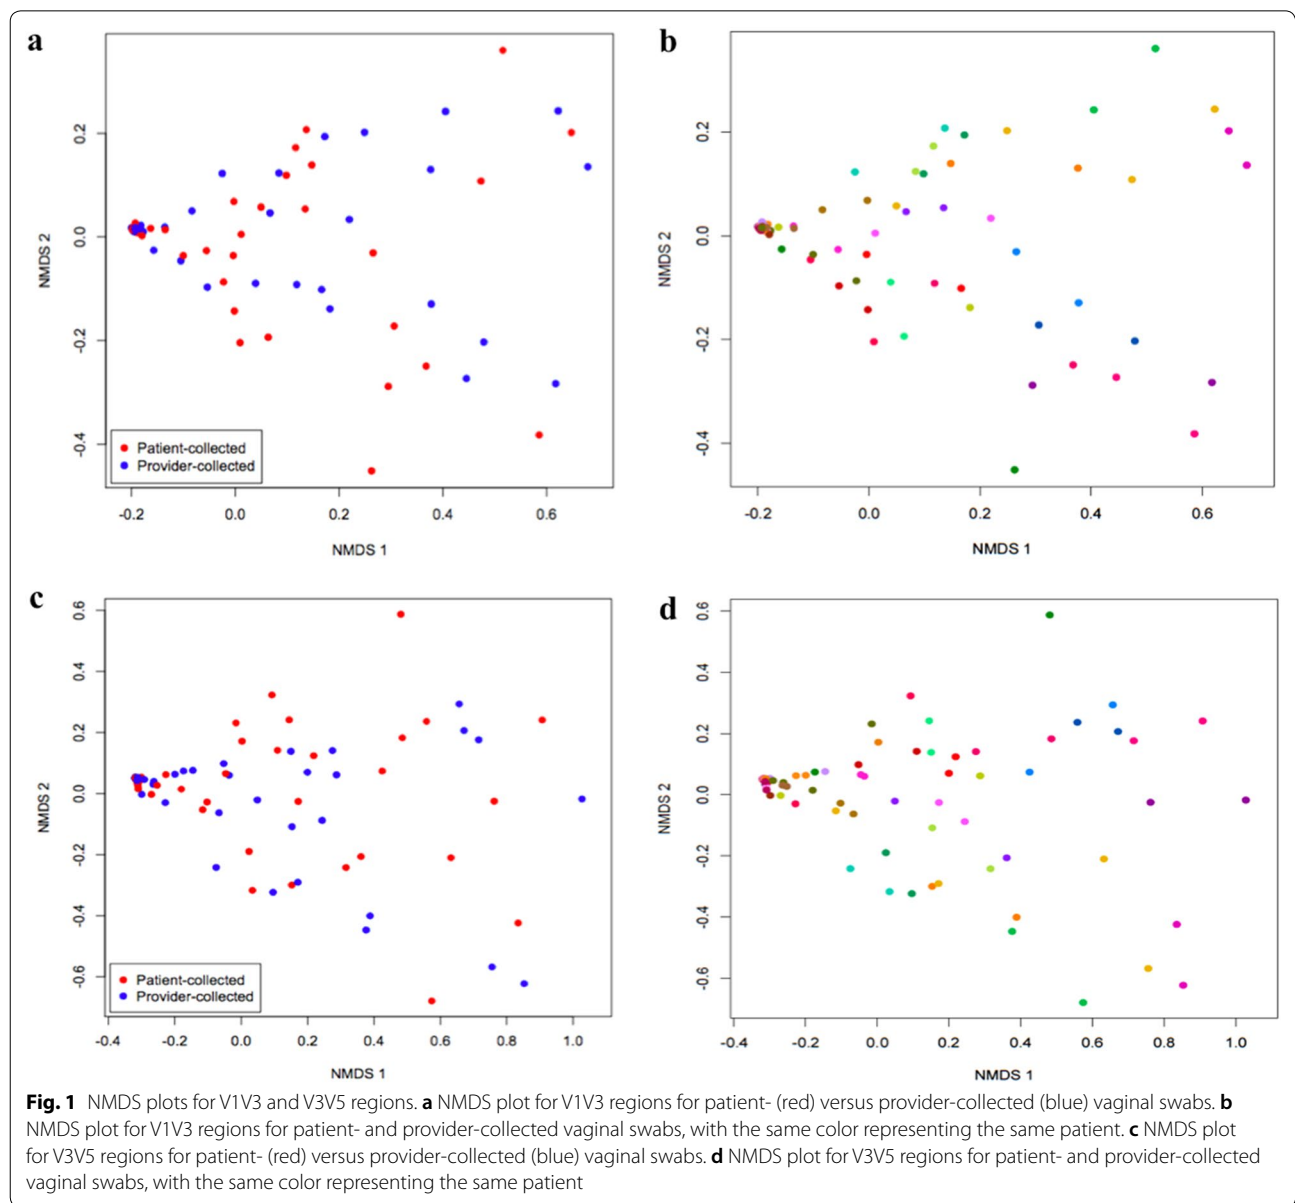 a
0.2
0.0
-0.2
-0.4
NMDS 2
Patient-collected
Provider-collected
-0.2 0.0 0.2 0.4 0.6
NMDS 1
b
0.2
0.0
-0.2
-0.4
NMDS 2
-0.2 0.0 0.2 0.4 0.6
NMDS 1
c
0.6
0.4
0.2
0.0
-0.2
-0.4
-0.6
NMDS 2
Patient-collected
Provider-collected
-0.4 -0.2 0.0 0.2 0.4 0.6 0.8 1.0
NMDS 1
d
0.6
0.4
0.2
0.0
-0.2
-0.4
-0.6
NMDS 2
-0.4 -0.2 0.0 0.2 0.4 0.6 0.8 1.0
NMDS 1
Fig. 1 NMDS plots for V1V3 and V3V5 regions. a NMDS plot for V1V3 regions for patient- (red) versus provider-collected (blue) vaginal swabs. b
NMDS plot for V1V3 regions for patient- and provider-collected vaginal swabs, with the same color representing the same patient. c NMDS plot
for V3V5 regions for patient- (red) versus provider-collected (blue) vaginal swabs. d NMDS plot for V3V5 regions for patient- and provider-collected
vaginal swabs, with the same color representing the same patient